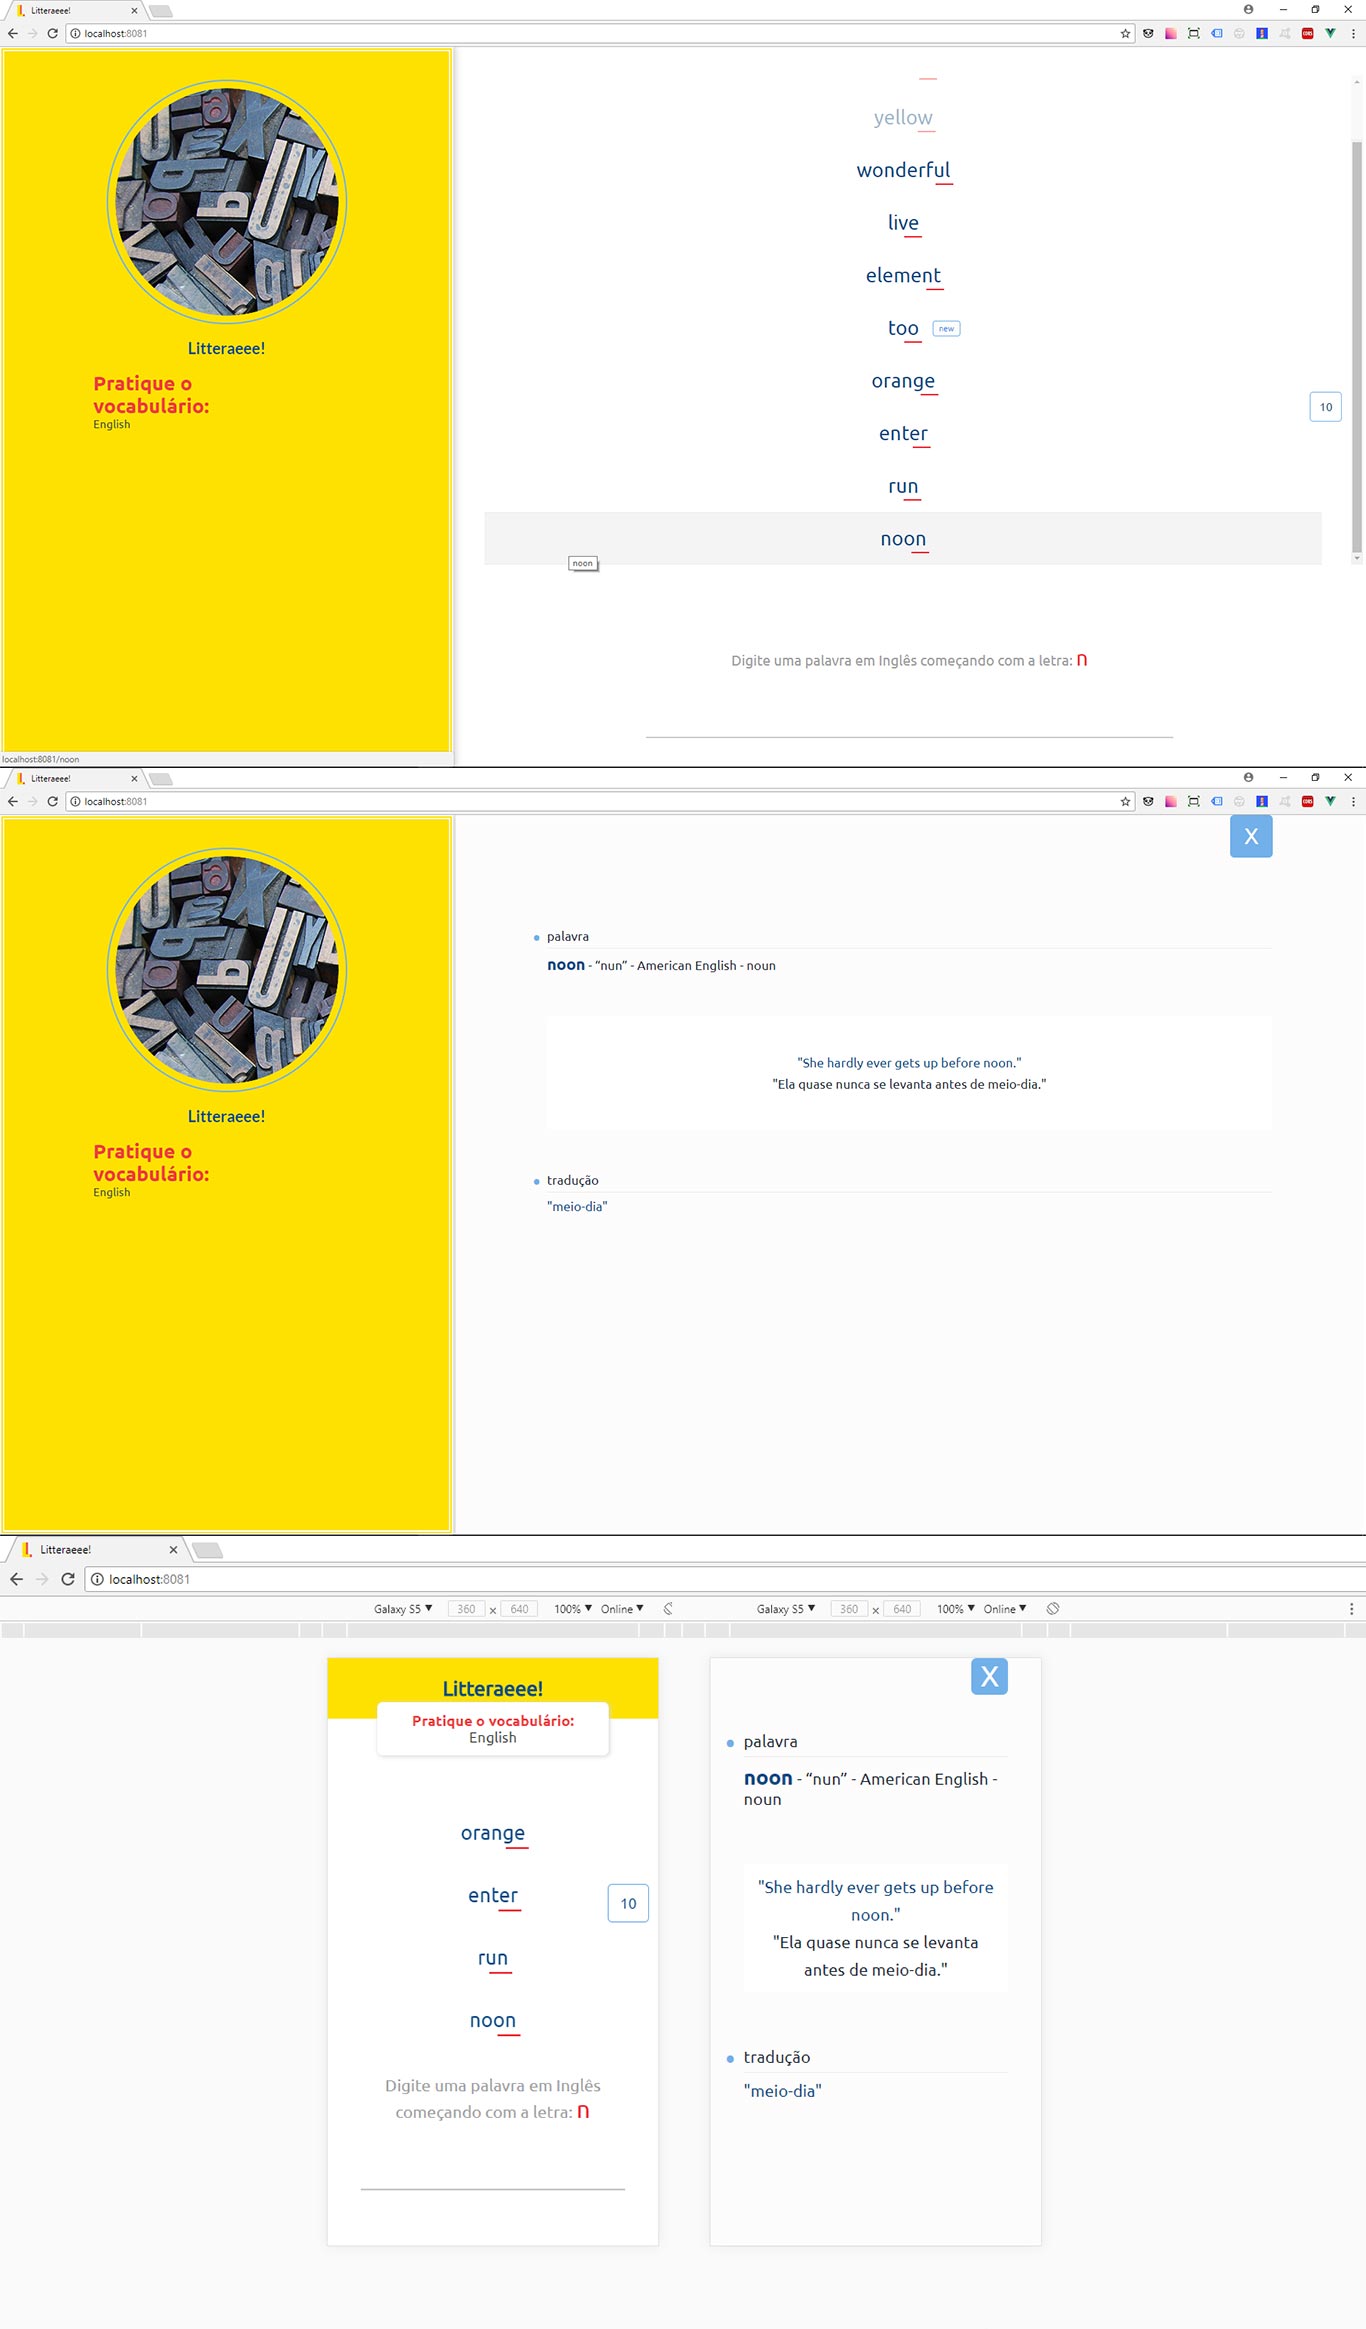 Litteraeee!
localhost:8081
Litteraeee!
Pratique o
vocabulário:
English
yellow
wonderful
live
element
too new
orange
enter
run
noon
noon
10
Digite uma palavra em Inglês começando com a letra: n
localhost:8081/noon
Litteraeee!
localhost:8081
Litteraeee!
Pratique o
vocabulário:
English
X
palavra
noon - “nun” - American English - noun
"She hardly ever gets up before noon."
"Ela quase nunca se levanta antes de meio-dia."
tradução
"meio-dia"
Litteraeee!
localhost:8081
Galaxy S5 ▼ 360 x 640 100% ▼ Online ▼
Galaxy S5 ▼ 360 x 640 100% ▼ Online ▼
Litteraeee!
Pratique o vocabulário:
English
orange
enter
run
noon
10
Digite uma palavra em Inglês
começando com a letra: n
X
palavra
noon - “nun” - American English -
noun
"She hardly ever gets up before
noon."
"Ela quase nunca se levanta
antes de meio-dia."
tradução
"meio-dia"